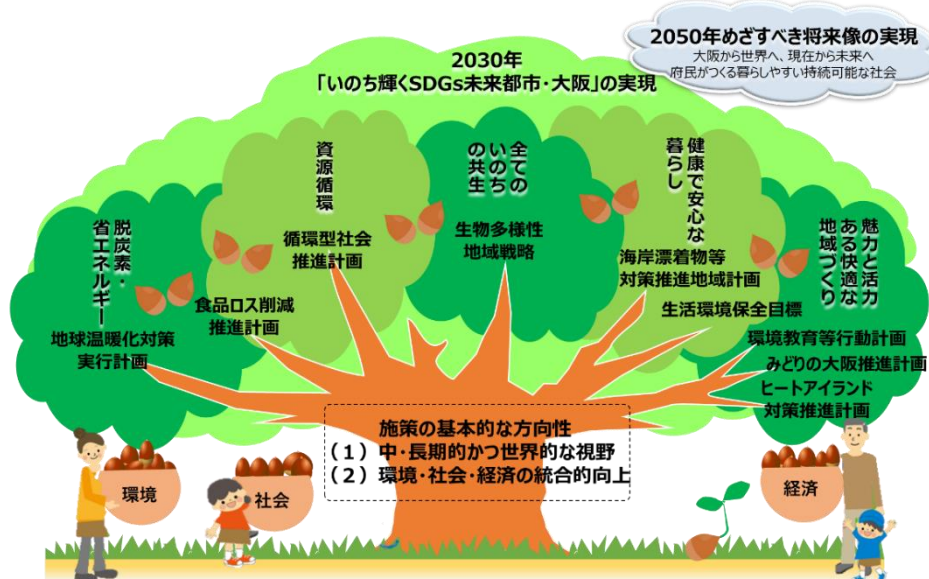 2050年めざすべき将来像の実現
大阪から世界へ、現在から未来へ
府民がつくる暮らしやすい持続可能な社会
2030年
「いのち輝くSDGs未来都市・大阪」の実現
脱炭素・
省エネルギー
地球温暖化対策
実行計画
資源循環
循環型社会
推進計画
食品ロス削減
推進計画
全ての
いのち
の共生
生物多様性
地域戦略
健康で安心な
暮らし
海岸漂着物等
対策推進地域計画
生活環境保全目標
魅力と活力
ある快適な
地域づくり
環境教育等行動計画
みどりの大阪推進計画
ヒートアイランド
対策推進計画
施策の基本的な方向性
（１）中・長期的かつ世界的な視野
（２）環境・社会・経済の統合的向上
環境
社会
経済